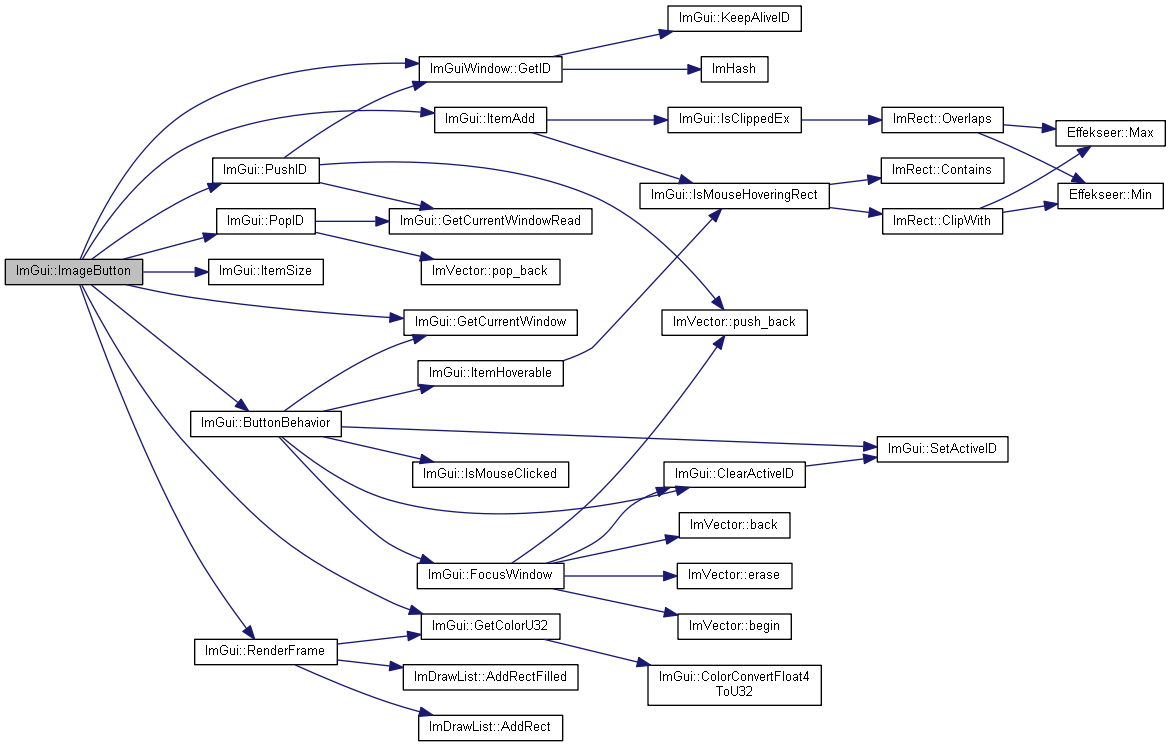 ImGui::KeepAliveID
ImGuiWindow::GetID
ImHash
ImGui::ItemAdd
ImGui::IsClippedEx
ImRect::Overlaps
Effekseer::Max
ImGui::PushID
ImRect::Contains
ImGui::IsMouseHoveringRect
Effekseer::Min
ImGui::PopID
ImGui::GetCurrentWindowRead
ImRect::ClipWith
ImGui::ImageButton
ImGui::ItemSize
ImVector::pop_back
ImGui::GetCurrentWindow
ImVector::push_back
ImGui::ItemHoverable
ImGui::ButtonBehavior
ImGui::SetActiveID
ImGui::IsMouseClicked
ImGui::ClearActiveID
ImVector::back
ImGui::FocusWindow
ImVector::erase
ImGui::GetColorU32
ImVector::begin
ImGui::RenderFrame
ImDrawList::AddRectFilled
ImGui::ColorConvertFloat4
ToU32
ImDrawList::AddRect